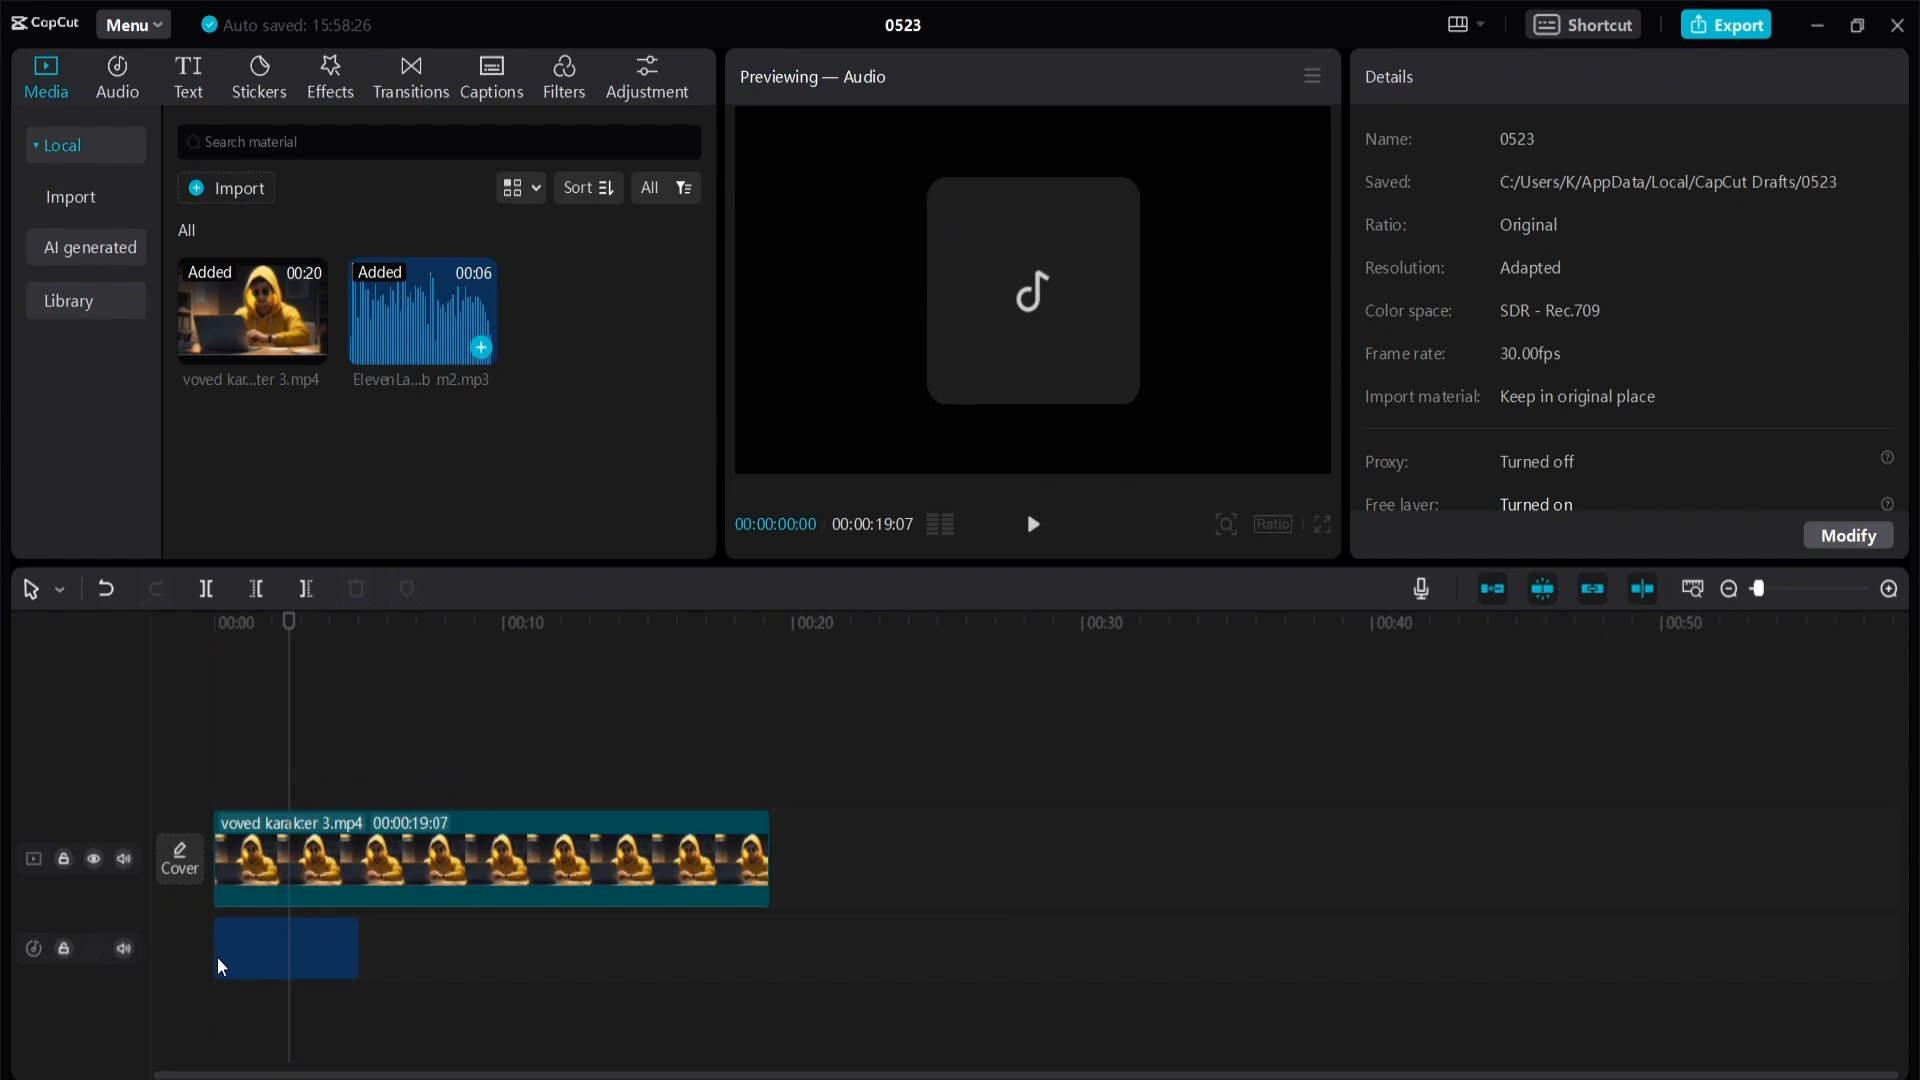 CapCut
Menu
Auto saved: 15:58:26
0523
Shortcut
Export
Media
Audio
TI
Text
Stickers
Effects
Transitions
Captions
Filters
Adjustment
Local
Import
AI generated
Library
Search material
Import
Sort
All
All
Added 00:20
voved kar...ter 3.mp4
Added 00:06
ElevenLa...b m2.mp3
Previewing — Audio
00:00:00:00 00:00:19:07
Ratio
Details
Name: 0523
Saved: C:/Users/K/AppData/Local/CapCut Drafts/0523
Ratio: Original
Resolution: Adapted
Color space: SDR - Rec.709
Frame rate: 30.00fps
Import material: Keep in original place
Proxy: Turned off
Free layer: Turned on
Modify
00:00 |00:10 |00:20 |00:30 |00:40 |00:50
Cover
voved karakter 3.mp4 00:00:19:07